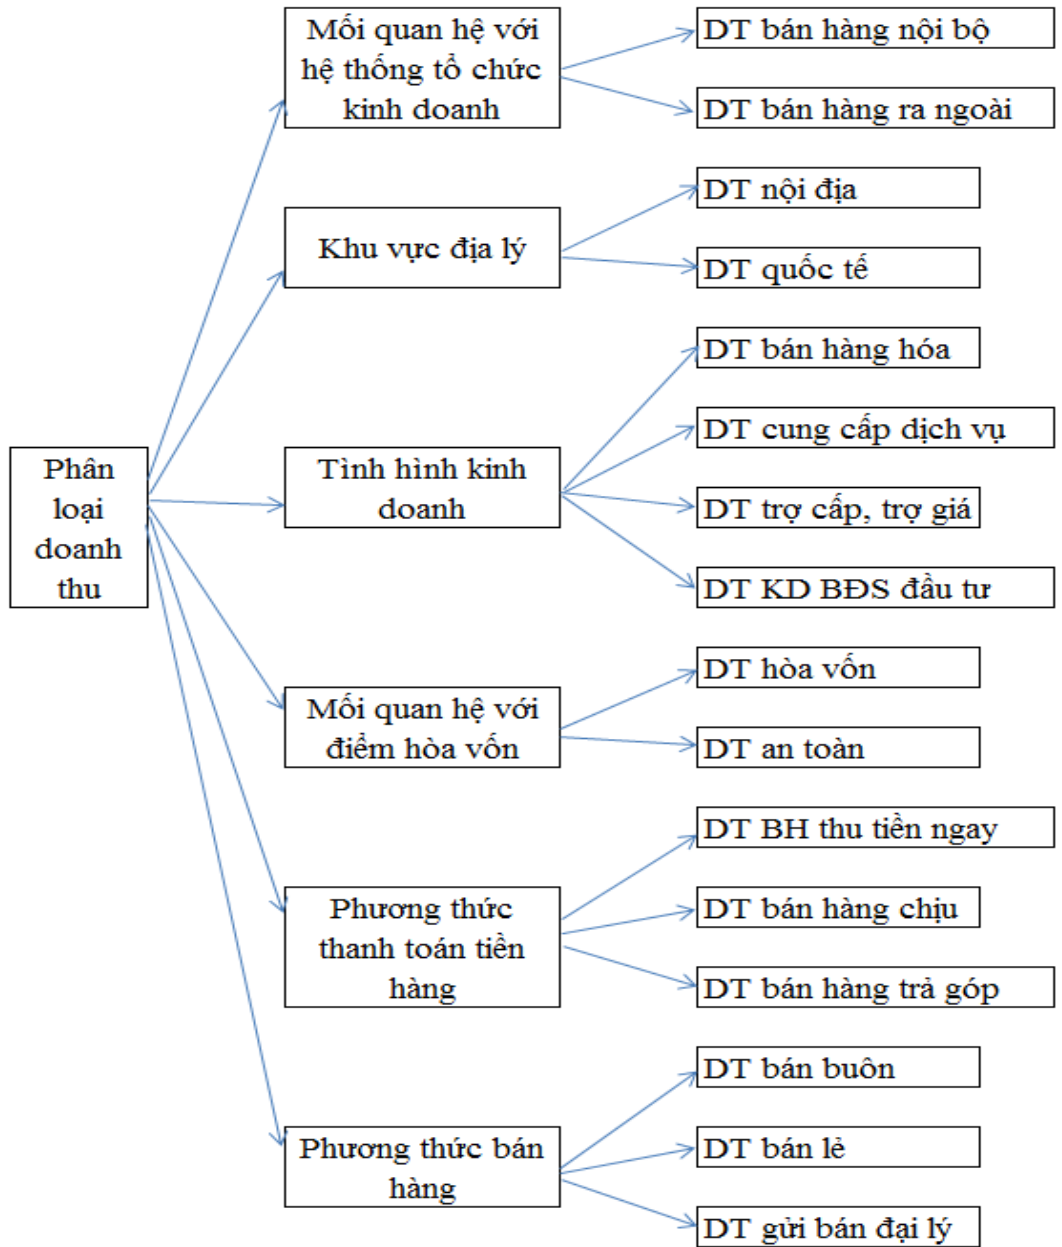 Phân
loại
doanh
thu
Mối quan hệ với
hệ thống tổ chức
kinh doanh
DT bán hàng nội bộ
DT bán hàng ra ngoài
Khu vực địa lý
DT nội địa
DT quốc tế
Tình hình kinh
doanh
DT bán hàng hóa
DT cung cấp dịch vụ
DT trợ cấp, trợ giá
DT KD BĐS đầu tư
Mối quan hệ với
điểm hòa vốn
DT hòa vốn
DT an toàn
Phương thức
thanh toán tiền
hàng
DT BH thu tiền ngay
DT bán hàng chịu
DT bán hàng trả góp
Phương thức bán
hàng
DT bán buôn
DT bán lẻ
DT gửi bán đại lý